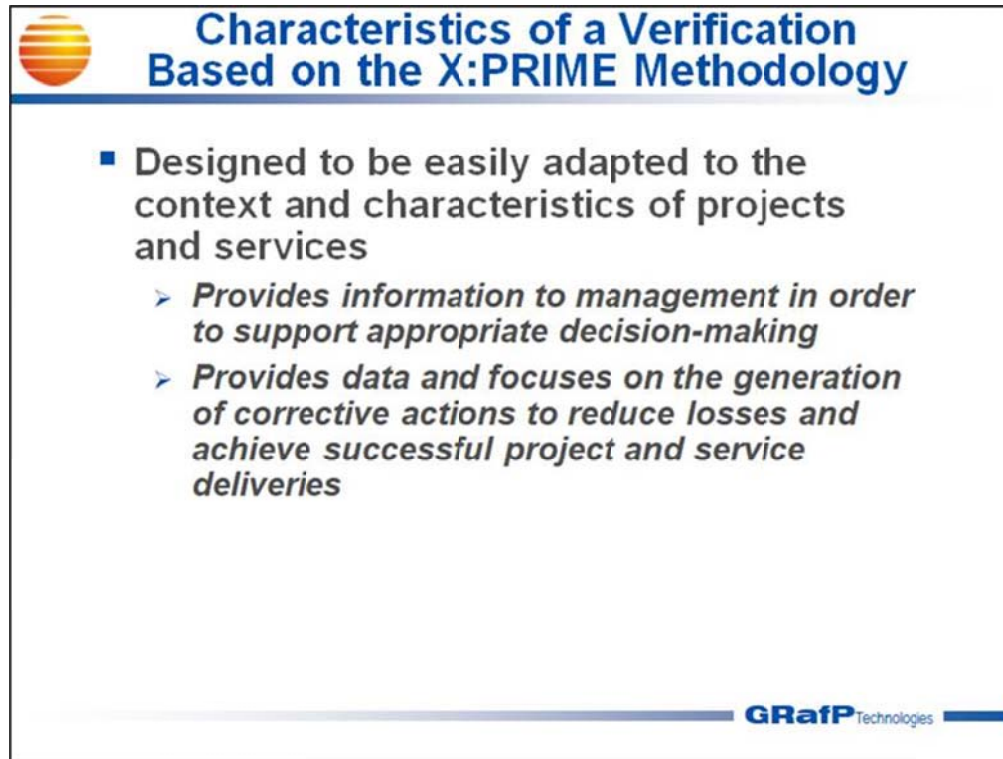 Characteristics of a Verification
Based on the X:PRIME Methodology
Designed to be easily adapted to the
context and characteristics of projects
and services
Provides information to management in order
to support appropriate decision-making
Provides data and focuses on the generation
of corrective actions to reduce losses and
achieve successful project and service
deliveries
GRafP Technologies